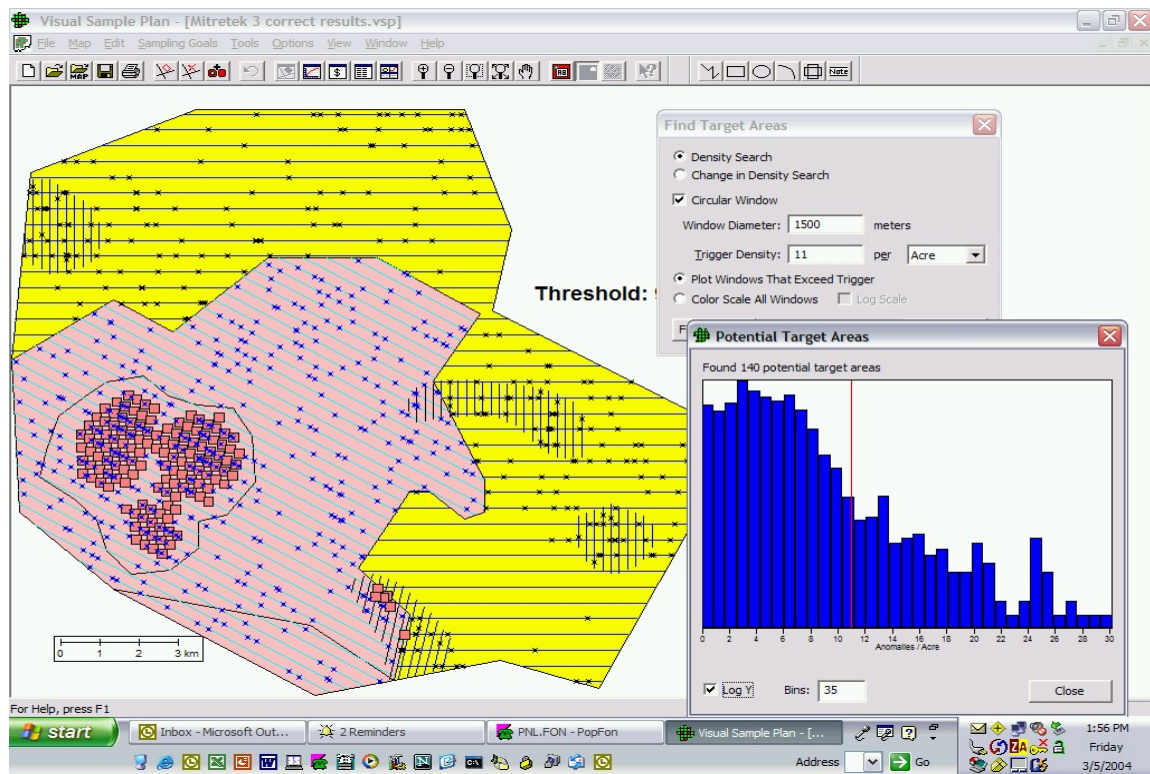 Visual Sample Plan - [Mitretek 3 correct results.vsp]
File Map Edit Sampling Goals Tools Options View Window Help
MAP
$
Note
Find Target Areas
Density Search
Change in Density Search
Circular Window
Window Diameter: 1500 meters
Trigger Density: 11 per Acre
Plot Windows That Exceed Trigger
Color Scale All Windows Log Scale
Threshold:
F
Potential Target Areas
Found 140 potential target areas
0 2 4 6 8 10 12 14 16 18 20 22 24 26 28 30
Anomalies / Acre
Log Y Bins: 35 Close
0 1 2 3 km
For Help, press F1
start Inbox - Microsoft Out... 2 Reminders PNL.FON - PopFon Visual Sample Plan - [...
Address Go
1:56 PM
Friday
3/5/2004